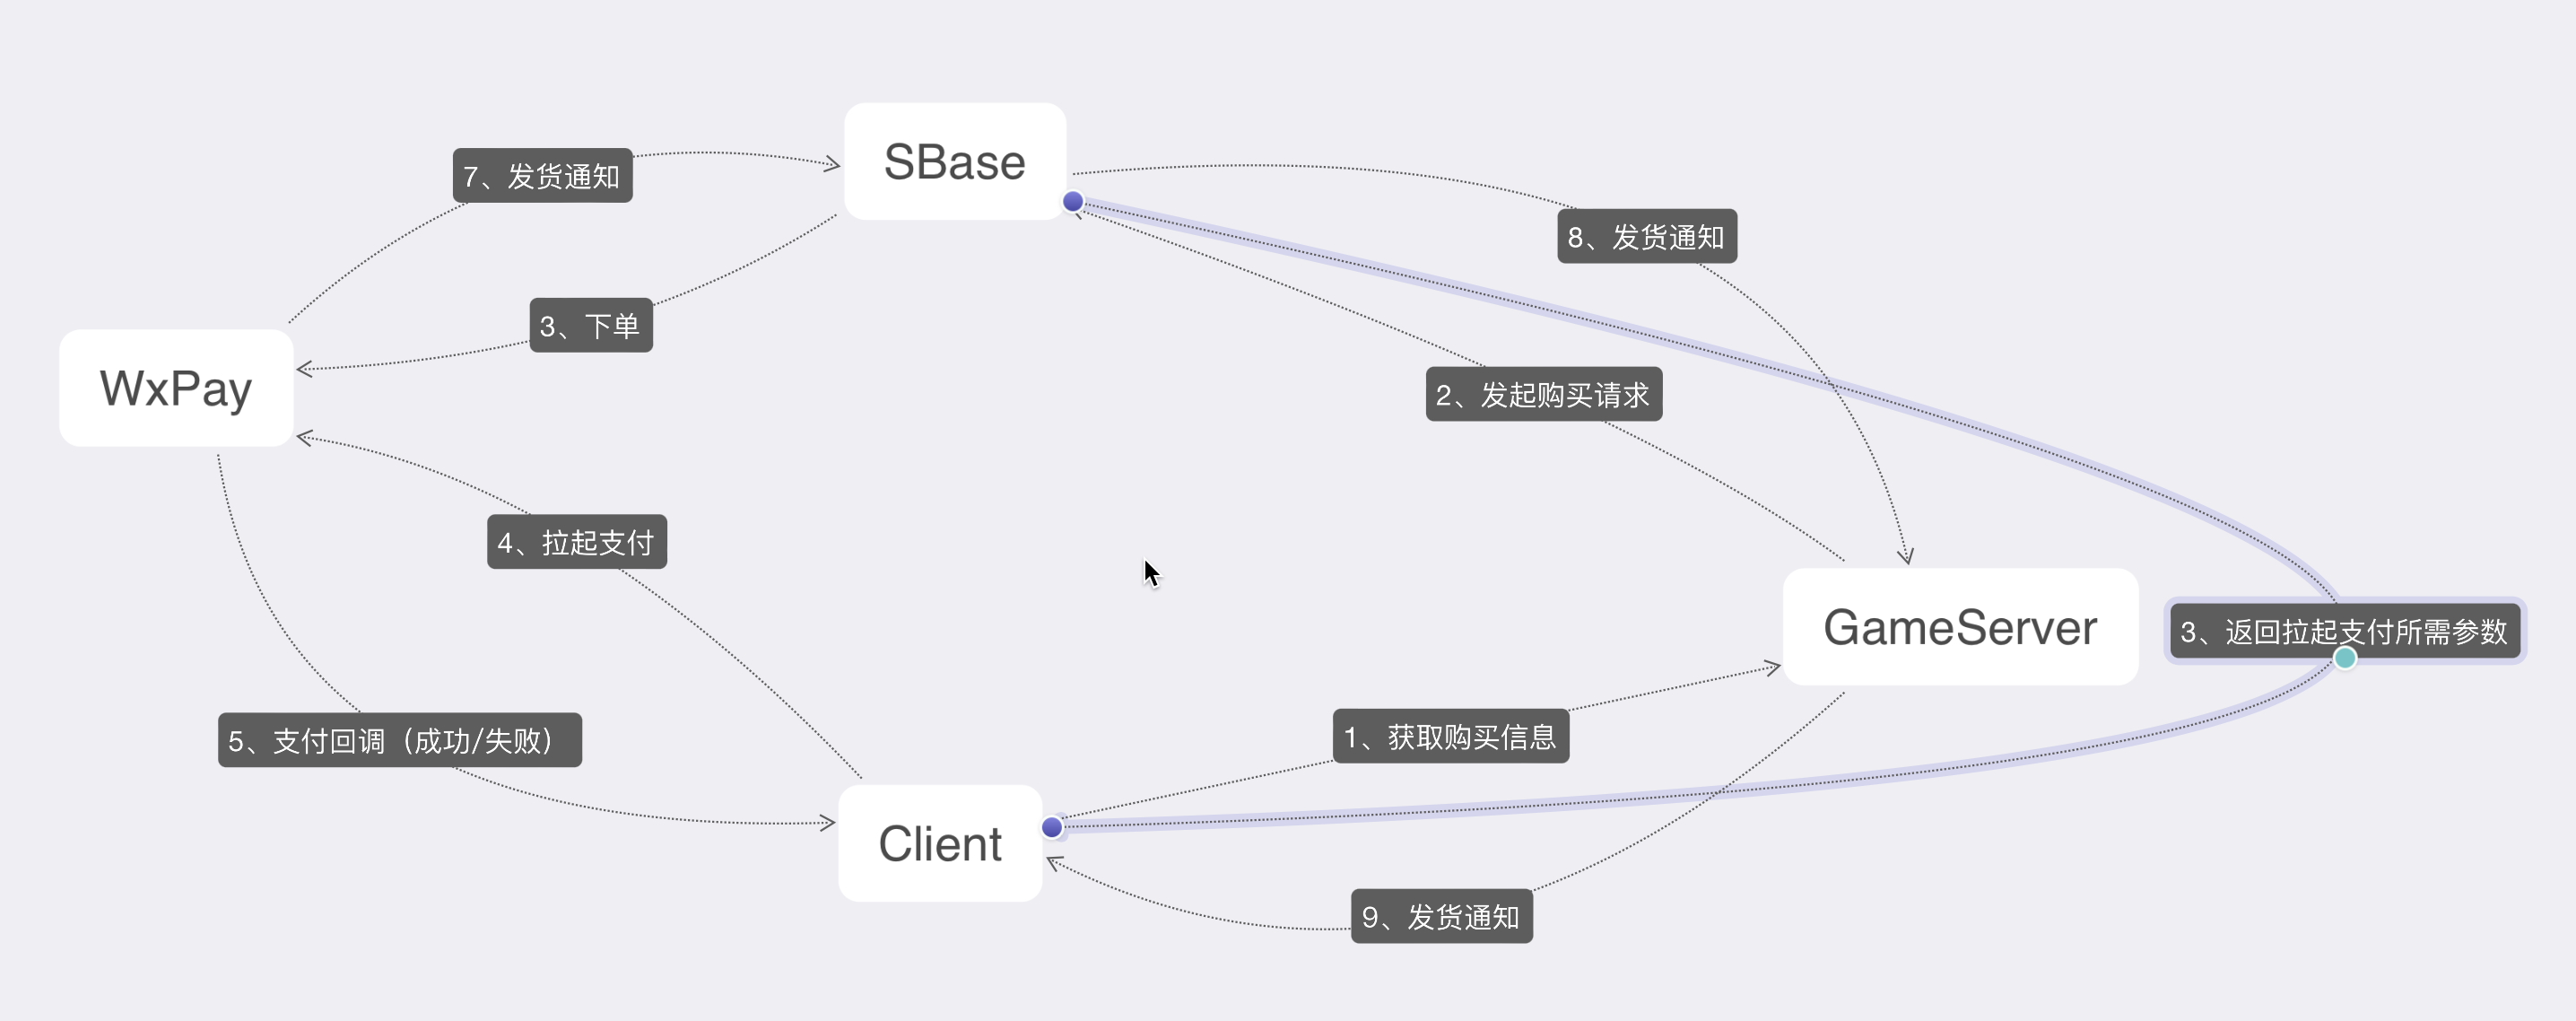 SBase
7、发货通知
8、发货通知
3、下单
WxPay
2、发起购买请求
4、拉起支付
GameServer
3、返回拉起支付所需参数
5、支付回调（成功/失败）
1、获取购买信息
Client
9、发货通知